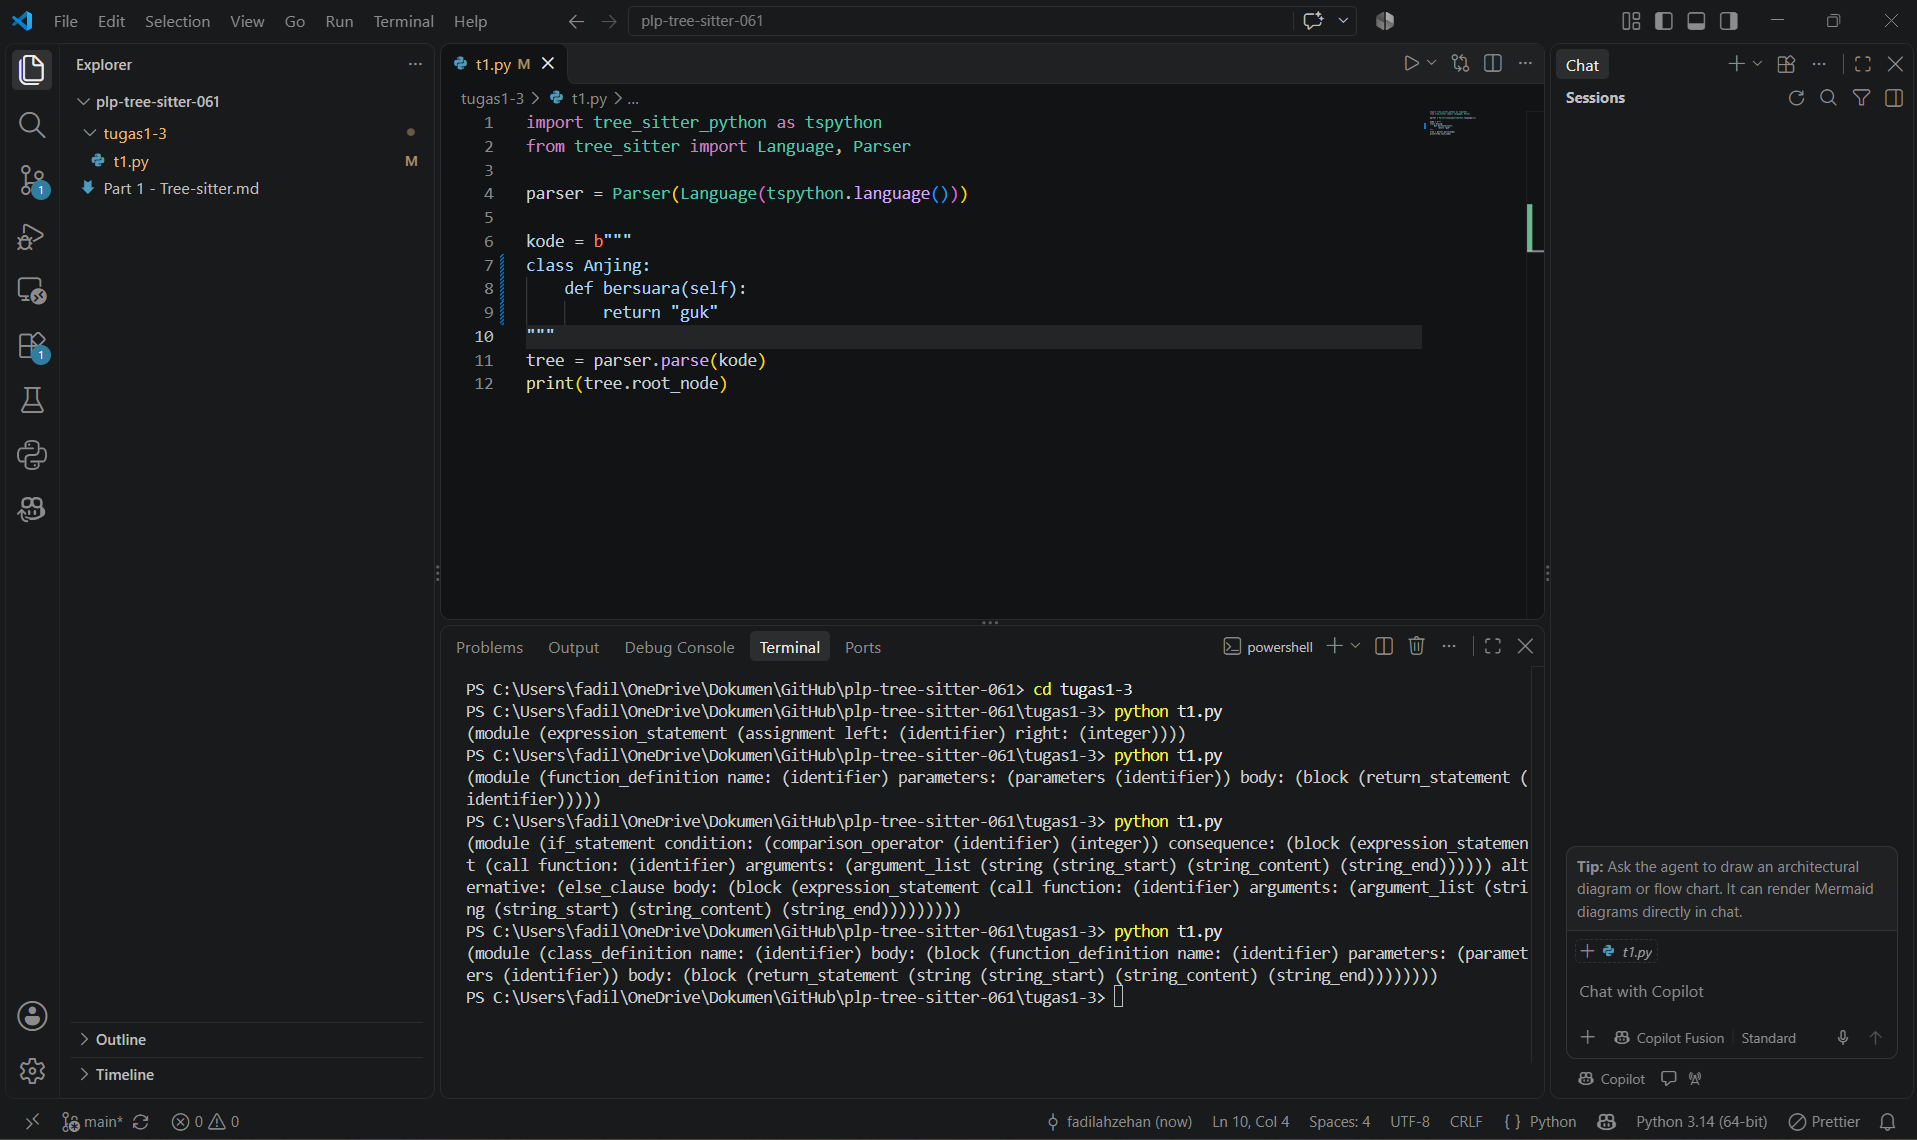 File Edit Selection View Go Run Terminal Help
plp-tree-sitter-061
Explorer
plp-tree-sitter-061
tugas1-3
t1.py M
Part 1 - Tree-sitter.md
1
1
Outline
Timeline
t1.py M
tugas1-3 > t1.py > ...
1 import tree_sitter_python as tspython
2 from tree_sitter import Language, Parser
3
4 parser = Parser(Language(tspython.language()))
5
6 kode = b"""
7 class Anjing:
8     def bersuara(self):
9         return "guk"
10 """
11 tree = parser.parse(kode)
12 print(tree.root_node)
Problems Output Debug Console Terminal Ports
powershell
PS C:\Users\fadil\OneDrive\Dokumen\GitHub\plp-tree-sitter-061> cd tugas1-3
PS C:\Users\fadil\OneDrive\Dokumen\GitHub\plp-tree-sitter-061\tugas1-3> python t1.py
(module (expression_statement (assignment left: (identifier) right: (integer))))
PS C:\Users\fadil\OneDrive\Dokumen\GitHub\plp-tree-sitter-061\tugas1-3> python t1.py
(module (function_definition name: (identifier) parameters: (parameters (identifier)) body: (block (return_statement (
identifier)))))
PS C:\Users\fadil\OneDrive\Dokumen\GitHub\plp-tree-sitter-061\tugas1-3> python t1.py
(module (if_statement condition: (comparison_operator (identifier) (integer)) consequence: (block (expression_statemen
t (call function: (identifier) arguments: (argument_list (string (string_start) (string_content) (string_end)))))) alt
ernative: (else_clause body: (block (expression_statement (call function: (identifier) arguments: (argument_list (stri
ng (string_start) (string_content) (string_end)))))))))
PS C:\Users\fadil\OneDrive\Dokumen\GitHub\plp-tree-sitter-061\tugas1-3> python t1.py
(module (class_definition name: (identifier) body: (block (function_definition name: (identifier) parameters: (paramet
ers (identifier)) body: (block (return_statement (string (string_start) (string_content) (string_end))))))))
PS C:\Users\fadil\OneDrive\Dokumen\GitHub\plp-tree-sitter-061\tugas1-3>
Chat
Sessions
Tip: Ask the agent to draw an architectural
diagram or flow chart. It can render Mermaid
diagrams directly in chat.
t1.py
Chat with Copilot
Copilot Fusion Standard
Copilot
main* 0 0
fadilahzehan (now) Ln 10, Col 4 Spaces: 4 UTF-8 CRLF { } Python Python 3.14 (64-bit) Prettier